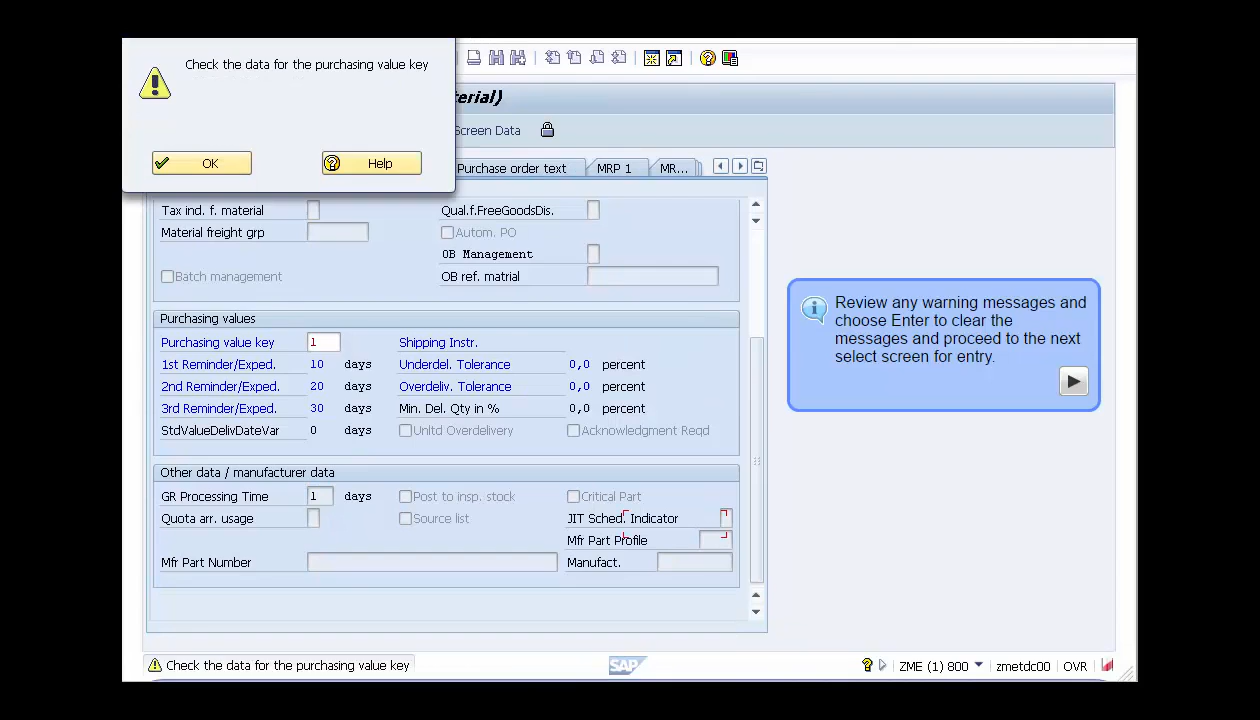 Check the data for the purchasing value key
OK Help
terial)
Screen Data
Purchase order text MRP 1 MR...
Tax ind. f. material Qual.f.FreeGoodsDis.
Material freight grp Autom. PO
OB Management
Batch management OB ref. matrial
Purchasing values
Purchasing value key 1 Shipping Instr.
1st Reminder/Exped. 10 days Underdel. Tolerance 0,0 percent
2nd Reminder/Exped. 20 days Overdeliv. Tolerance 0,0 percent
3rd Reminder/Exped. 30 days Min. Del. Qty in % 0,0 percent
StdValueDelivDateVar 0 days Unltd Overdelivery Acknowledgment Reqd
Other data / manufacturer data
GR Processing Time 1 days Post to insp. stock Critical Part
Quota arr. usage Source list JIT Sched. Indicator
Mfr Part Profile
Mfr Part Number Manufact.
Review any warning messages and
choose Enter to clear the
messages and proceed to the next
select screen for entry.
Check the data for the purchasing value key SAP ZME (1) 800 zmetdc00 OVR